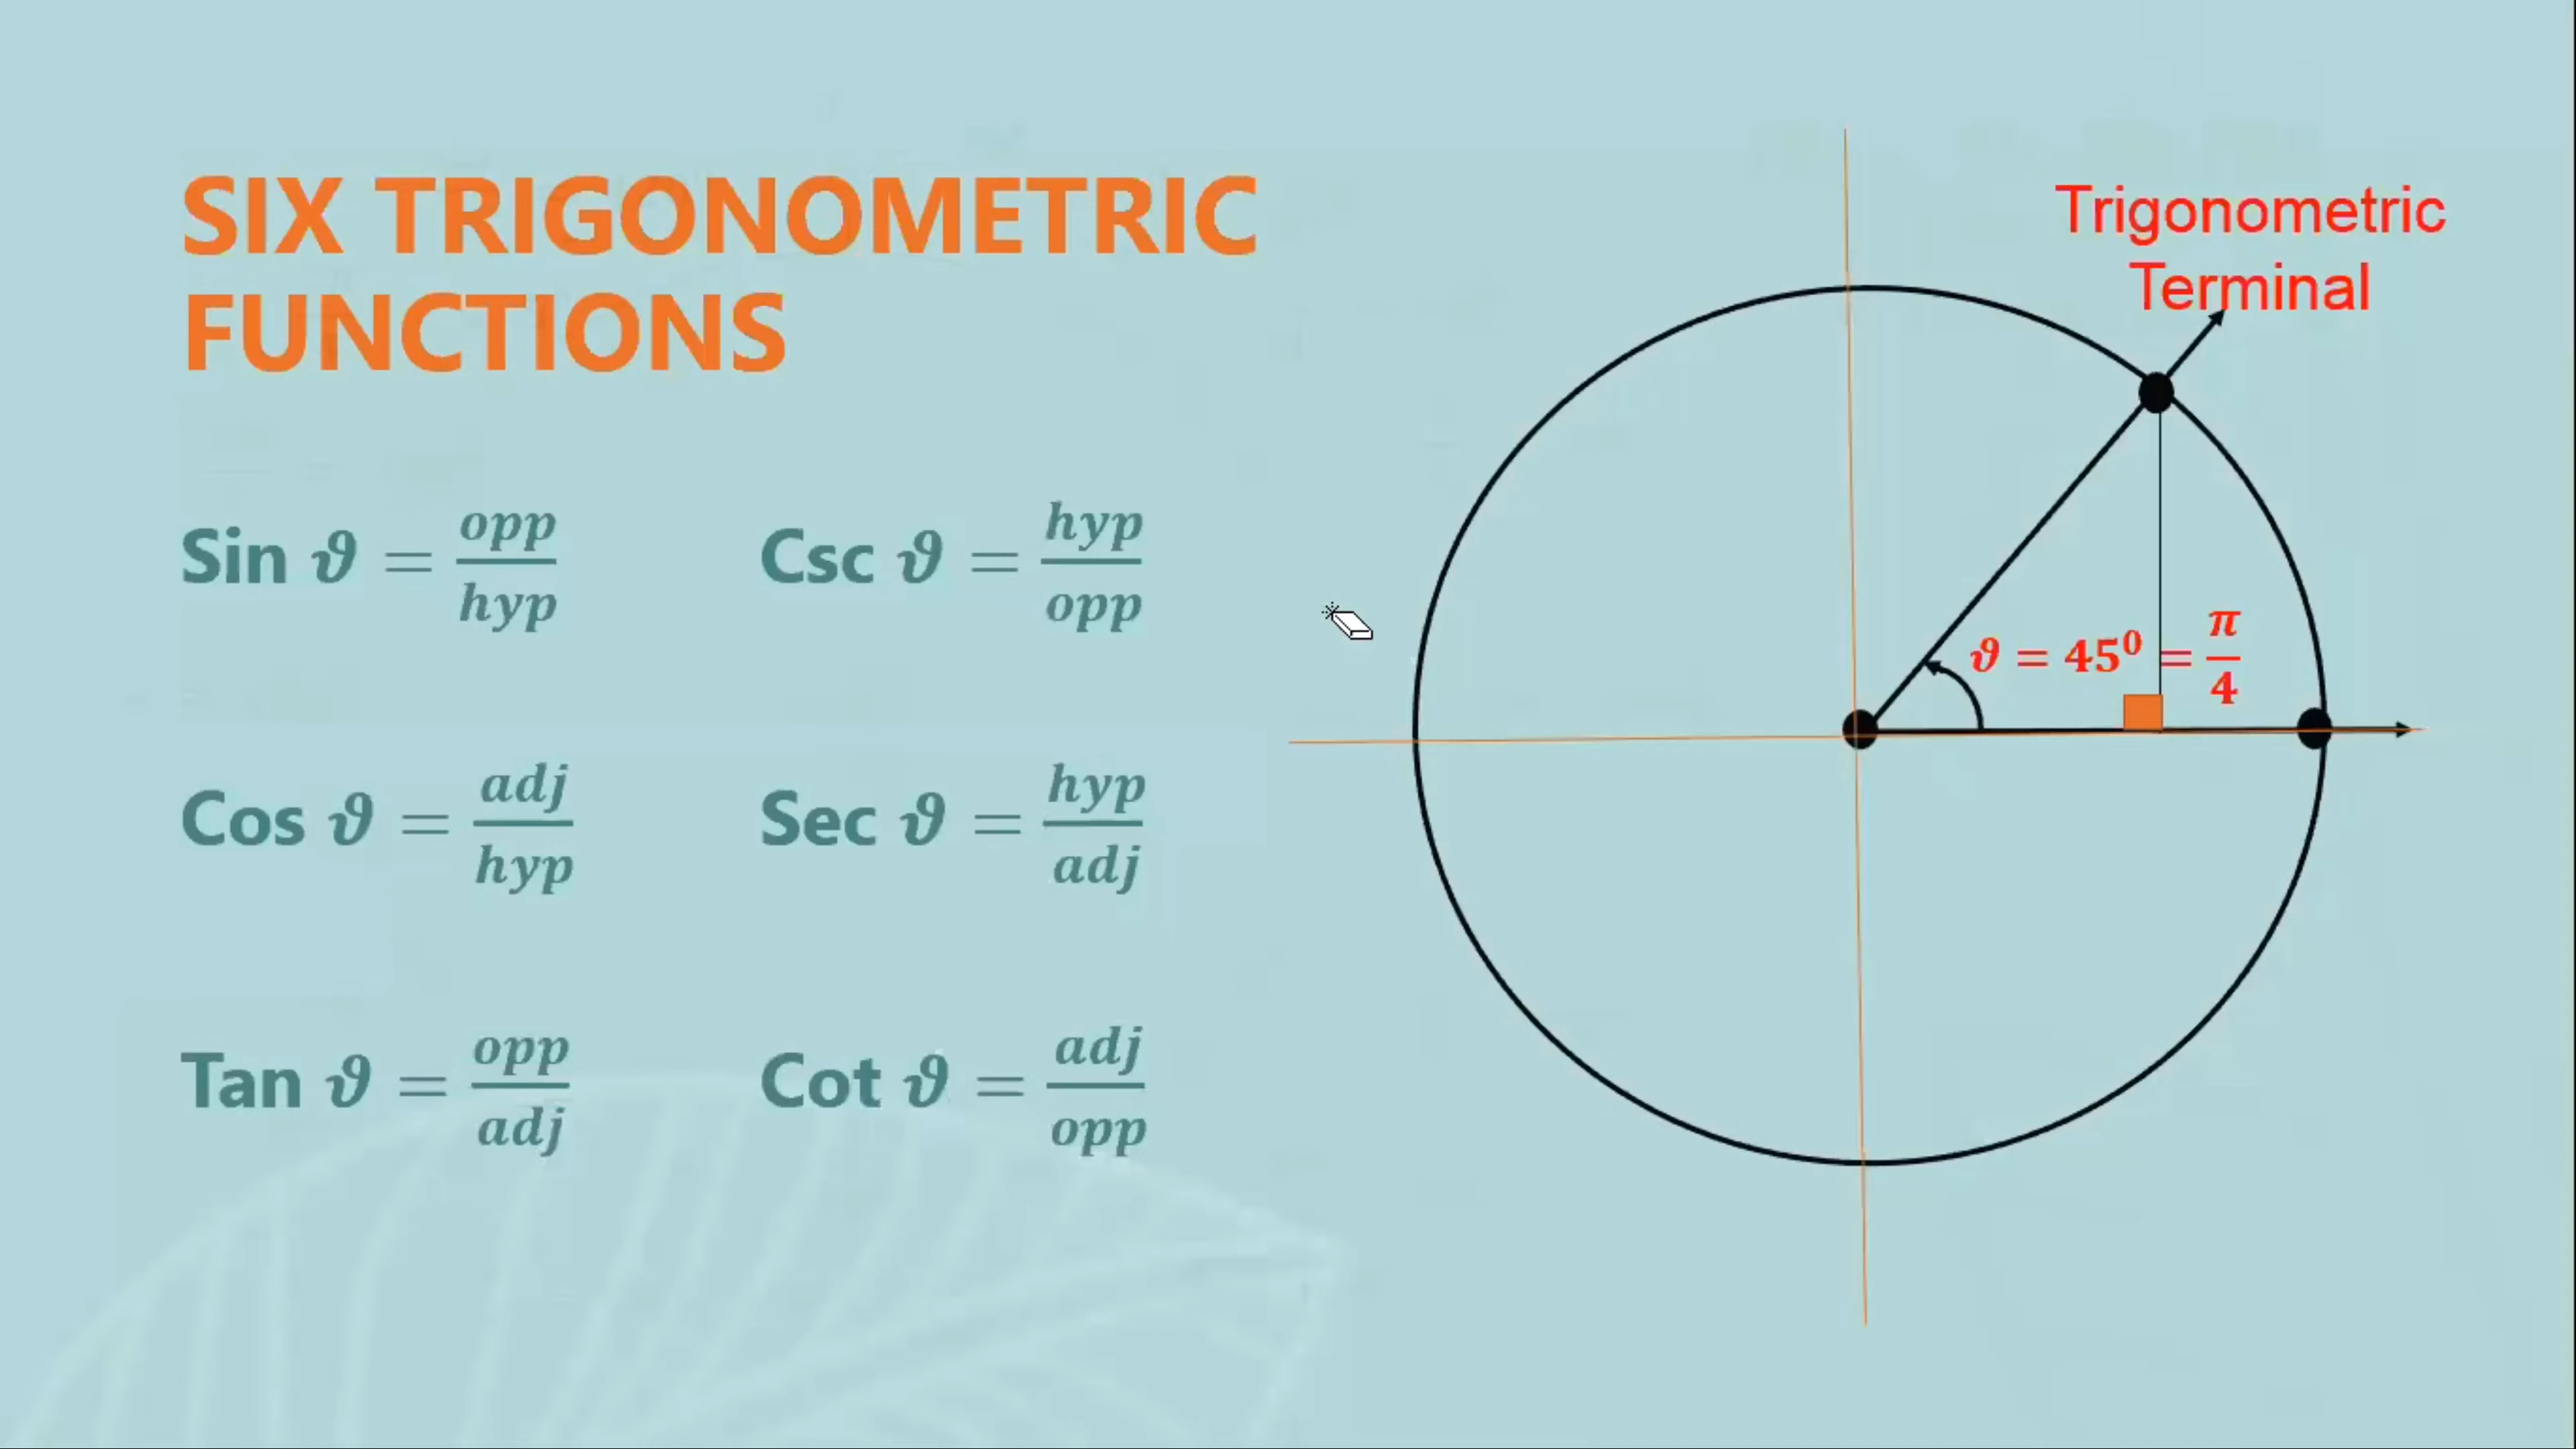 SIX TRIGONOMETRIC
FUNCTIONS
Sin ϑ = opp/hyp
Csc ϑ = hyp/opp
Cos ϑ = adj/hyp
Sec ϑ = hyp/adj
Tan ϑ = opp/adj
Cot ϑ = adj/opp
Trigonometric
Terminal
ϑ = 45⁰ = π/4